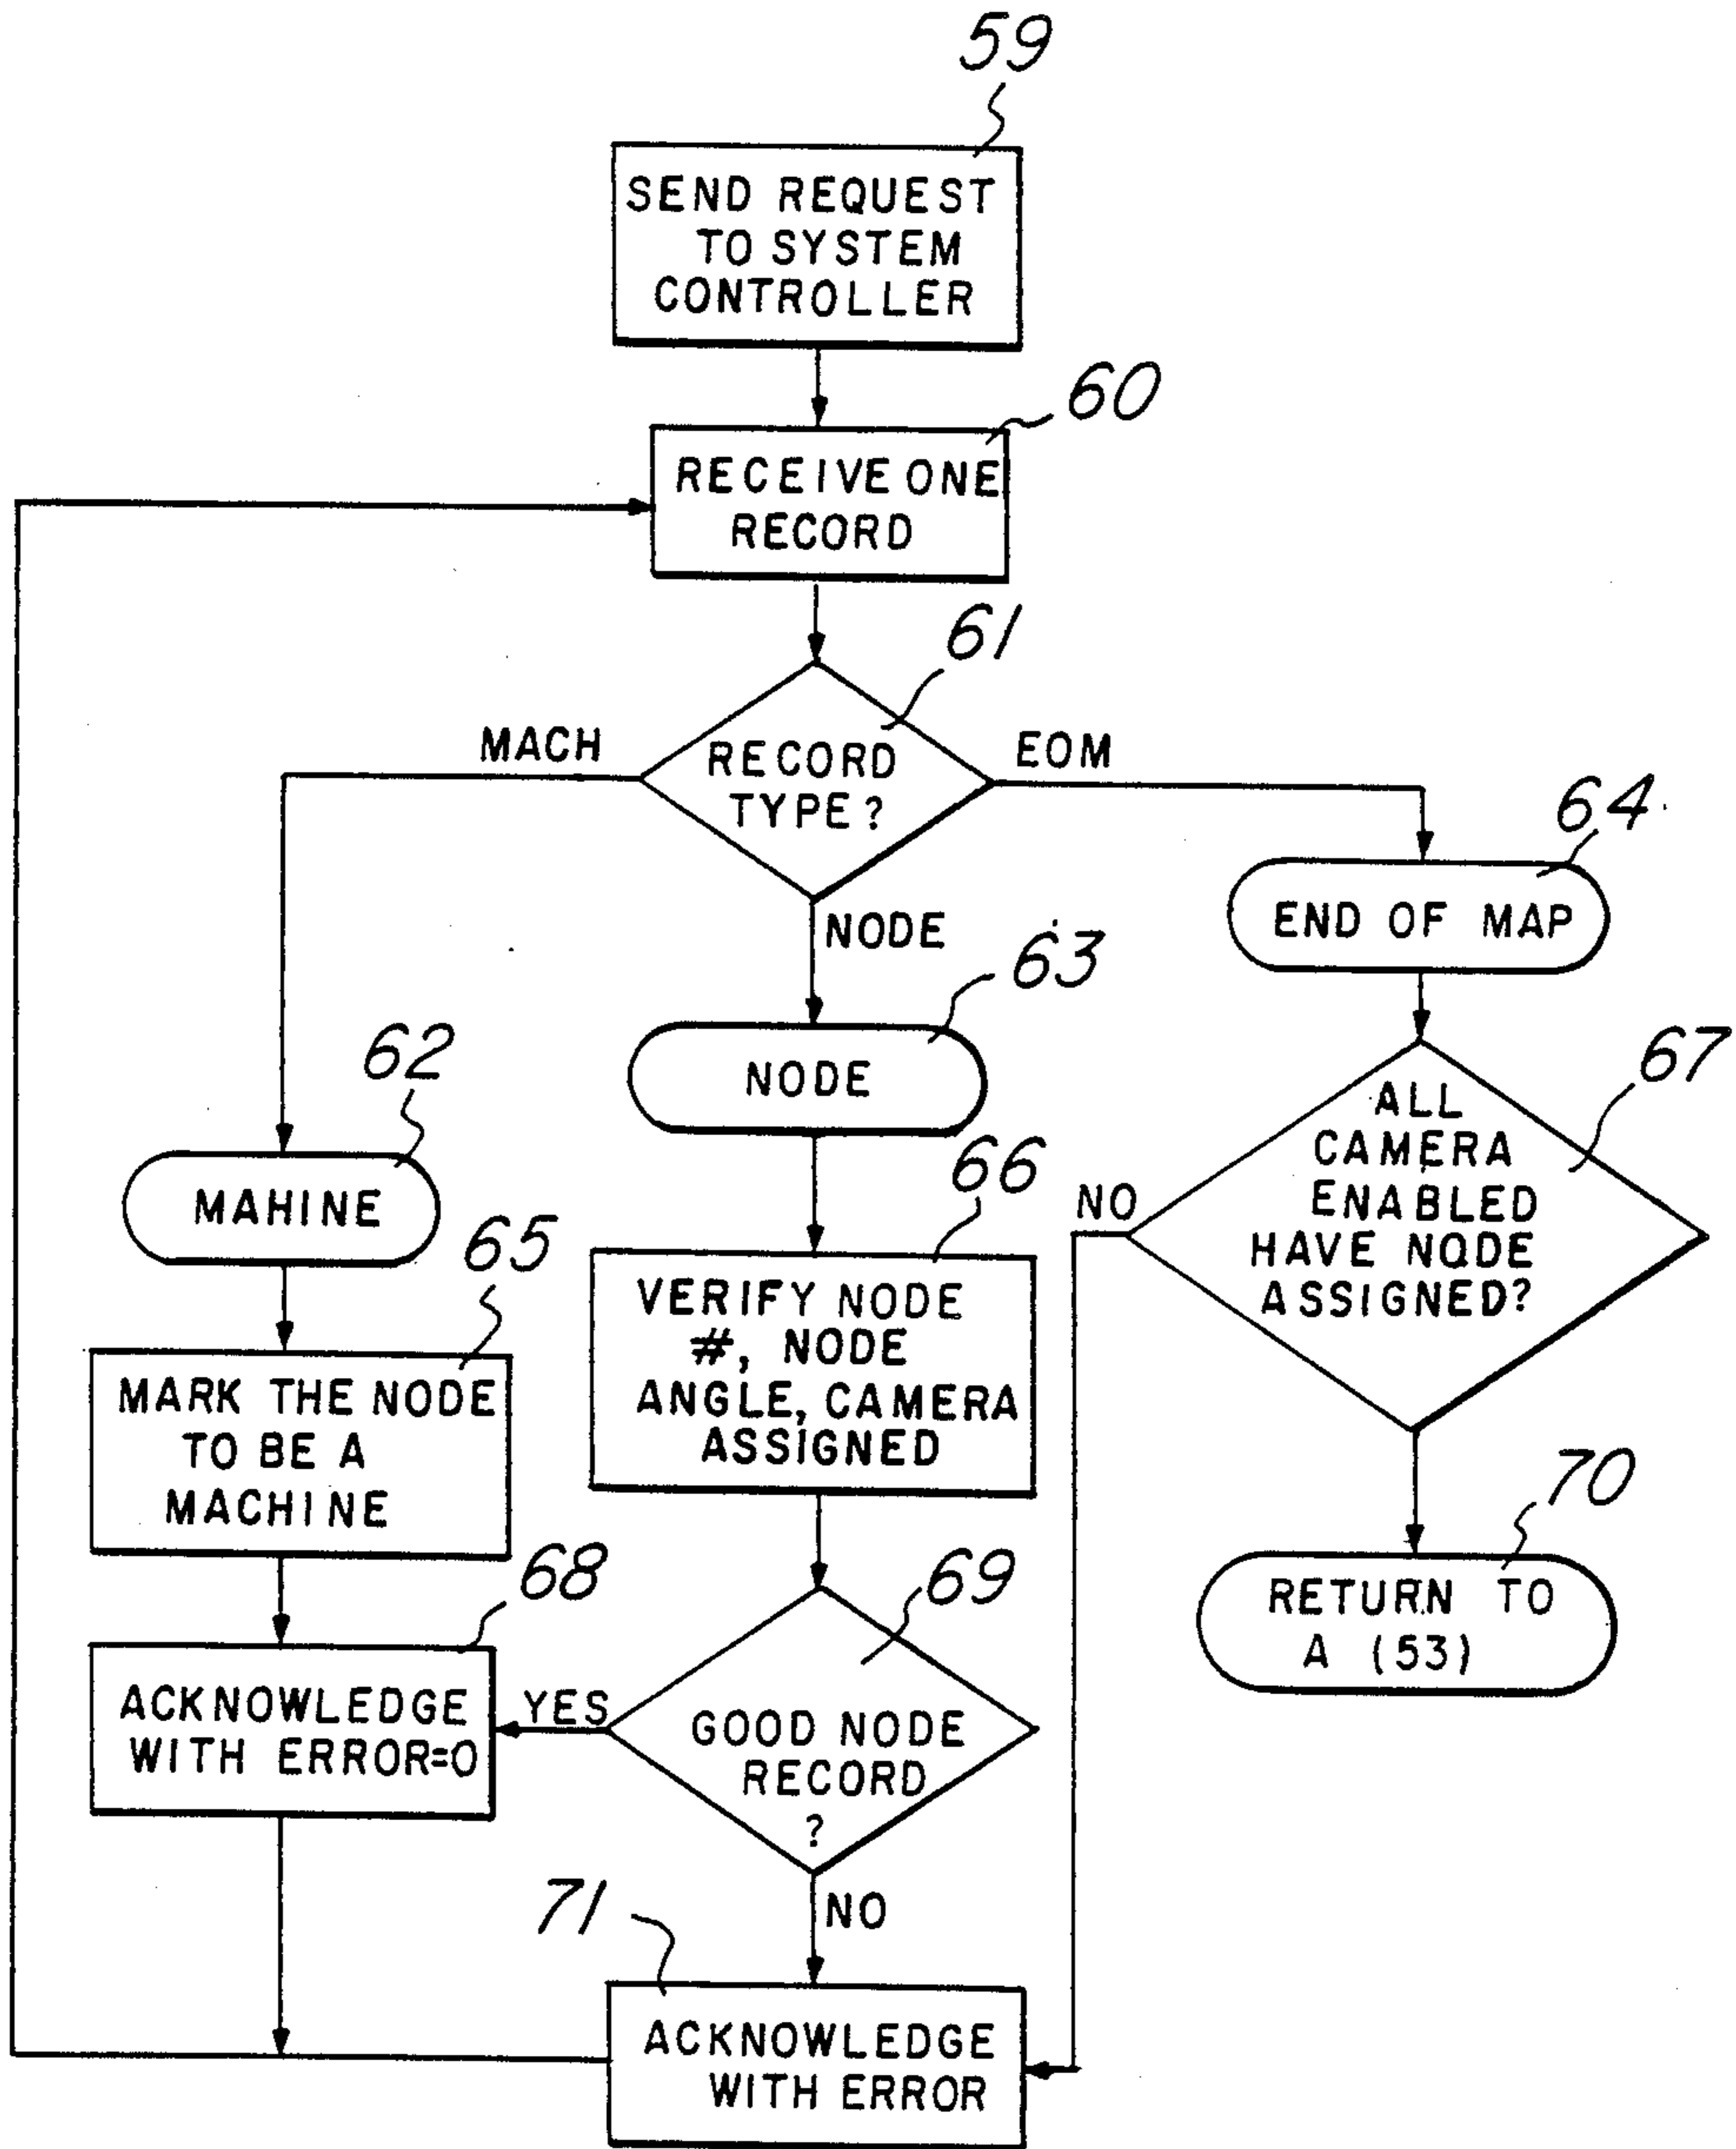 59
SEND REQUEST
TO SYSTEM
CONTROLLER
60
RECEIVE ONE
RECORD
61
MACH
RECORD
TYPE?
EOM
64
END OF MAP
NODE
63
NODE
62
MAHINE
67
ALL
CAMERA
ENABLED
HAVE NODE
ASSIGNED?
NO
66
VERIFY NODE
#, NODE
ANGLE, CAMERA
ASSIGNED
65
MARK THE NODE
TO BE A
MACHINE
70
RETURN TO
A (53)
68
ACKNOWLEDGE
WITH ERROR=0
YES
69
GOOD NODE
RECORD
?
NO
71
ACKNOWLEDGE
WITH ERROR